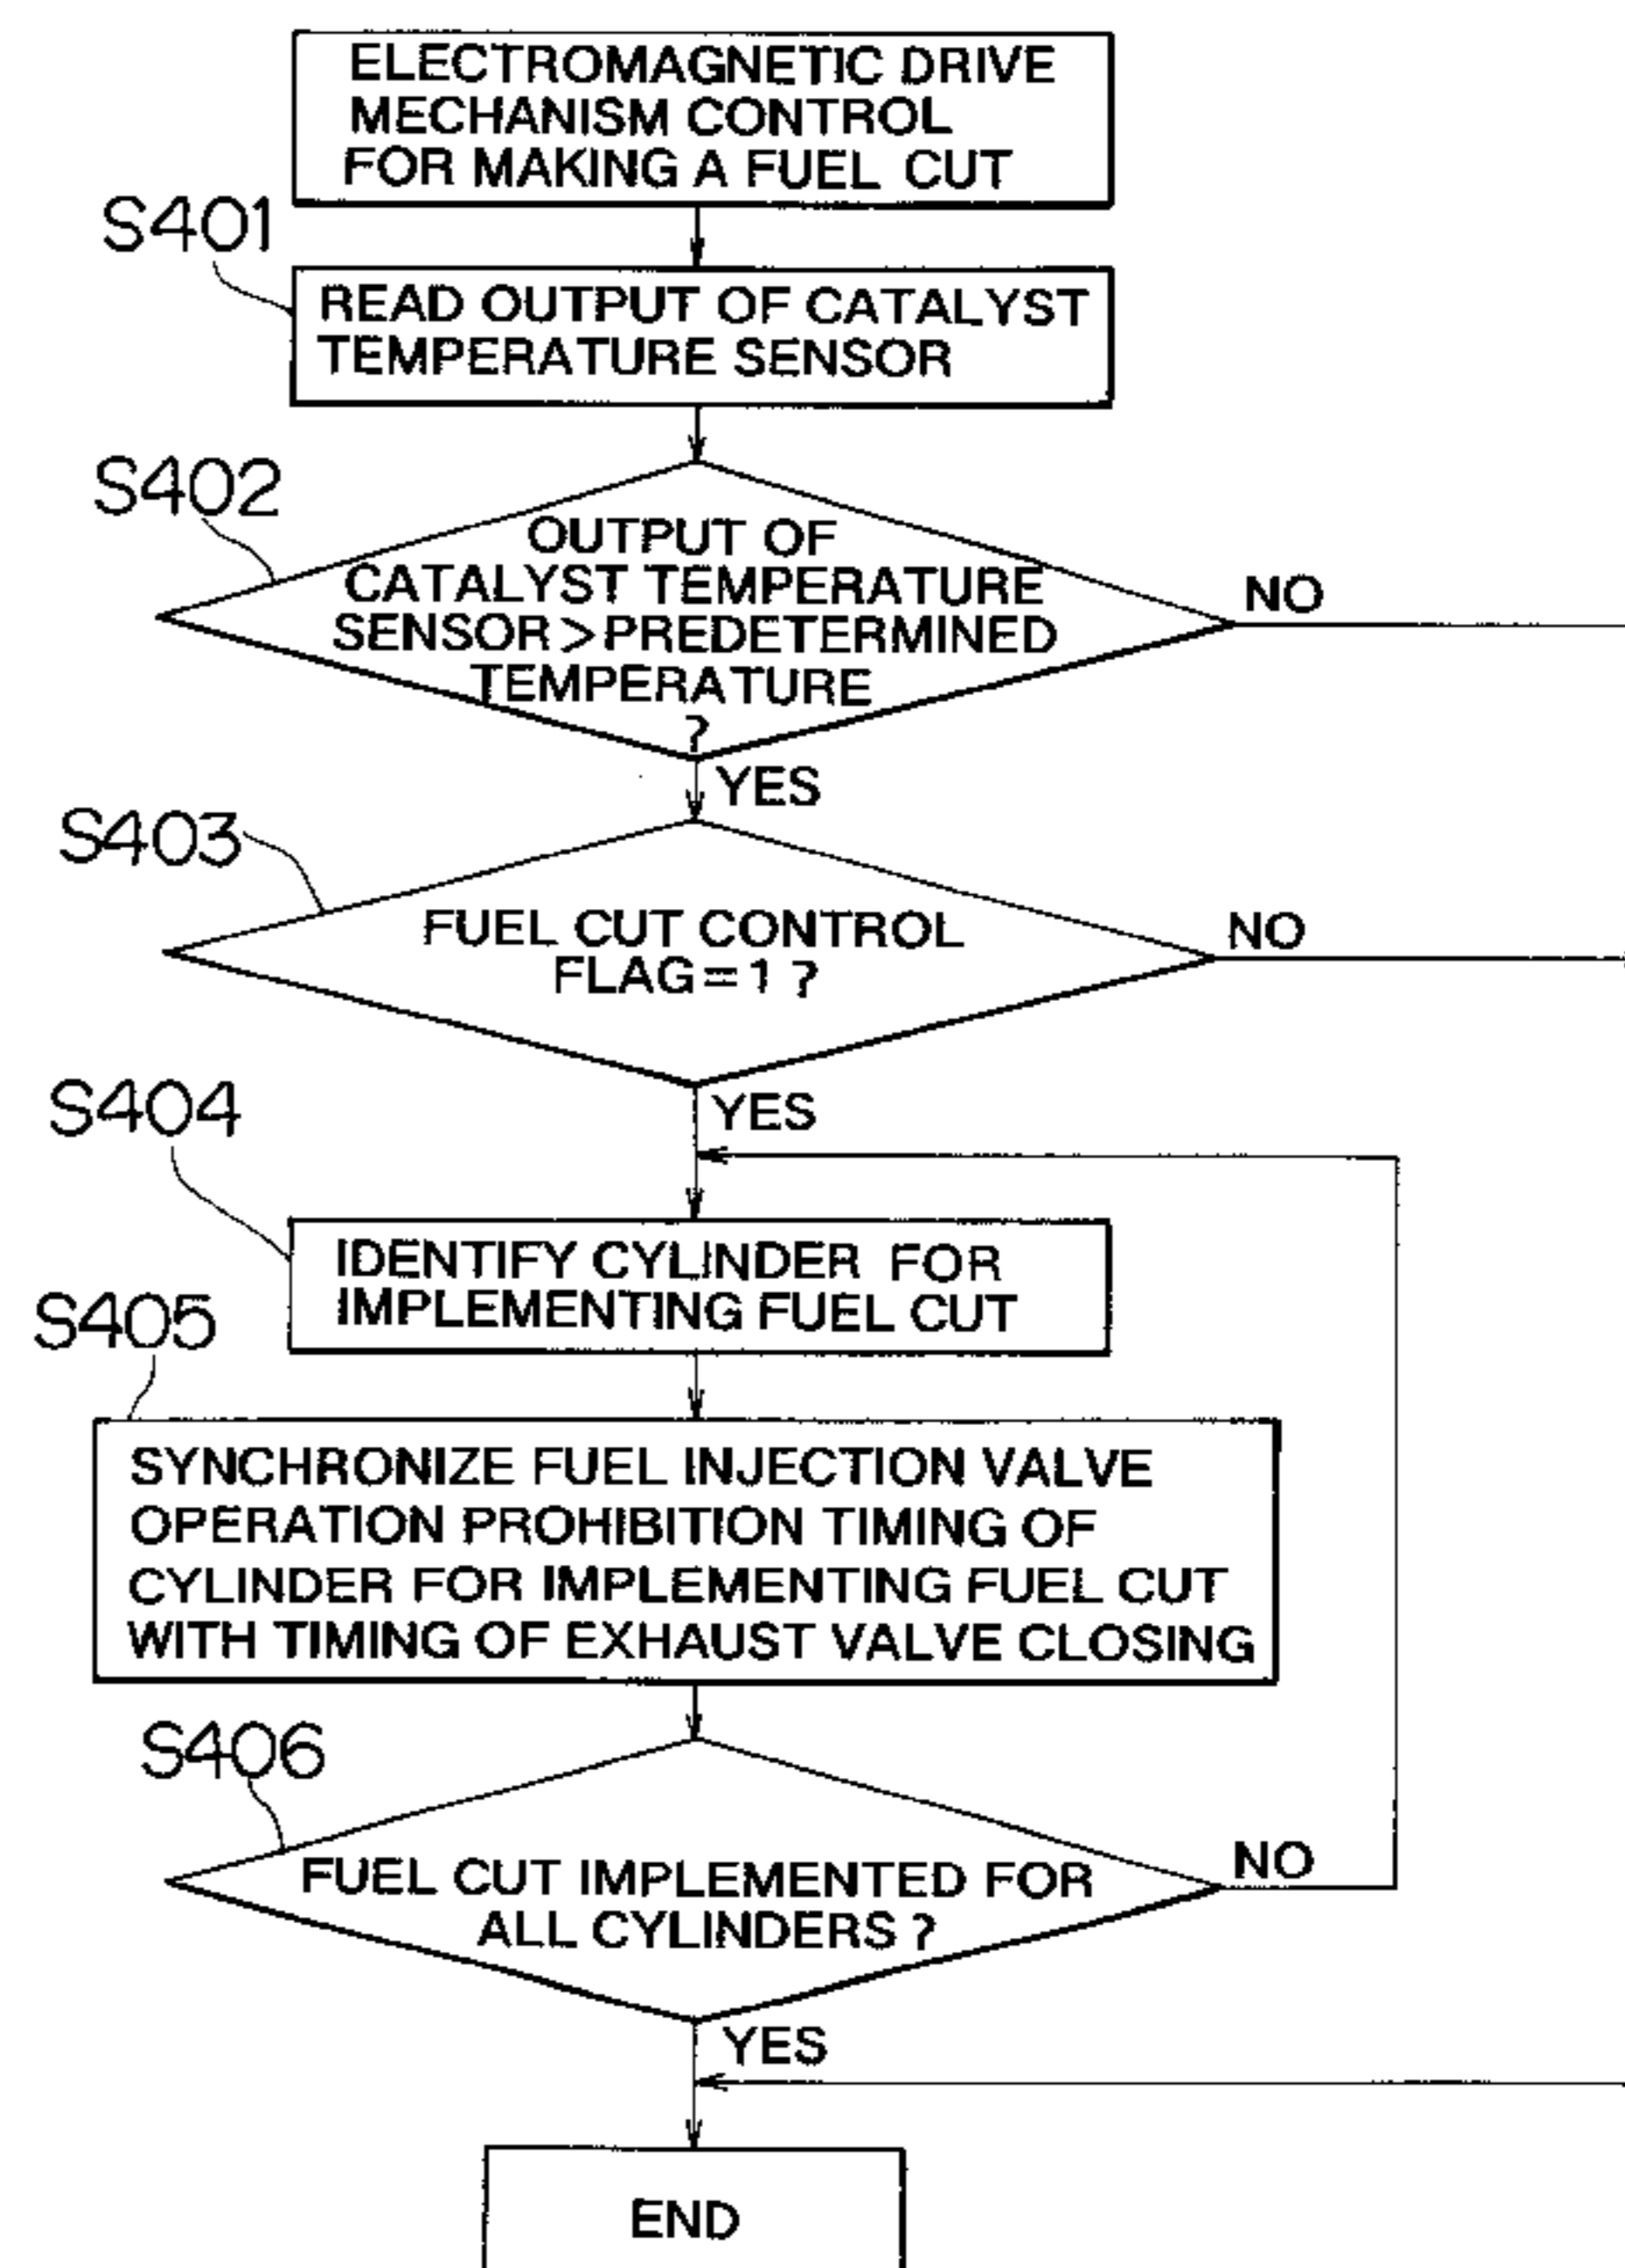 ELECTROMAGNETIC DRIVE
MECHANISM CONTROL
FOR MAKING A FUEL CUT
S401
READ OUTPUT OF CATALYST
TEMPERATURE SENSOR
S402
OUTPUT OF
CATALYST TEMPERATURE
SENSOR > PREDETERMINED
TEMPERATURE
?
NO
YES
S403
FUEL CUT CONTROL
FLAG = 1 ?
NO
YES
S404
IDENTIFY CYLINDER FOR
IMPLEMENTING FUEL CUT
S405
SYNCHRONIZE FUEL INJECTION VALVE
OPERATION PROHIBITION TIMING OF
CYLINDER FOR IMPLEMENTING FUEL CUT
WITH TIMING OF EXHAUST VALVE CLOSING
S406
FUEL CUT IMPLEMENTED FOR
ALL CYLINDERS ?
NO
YES
END